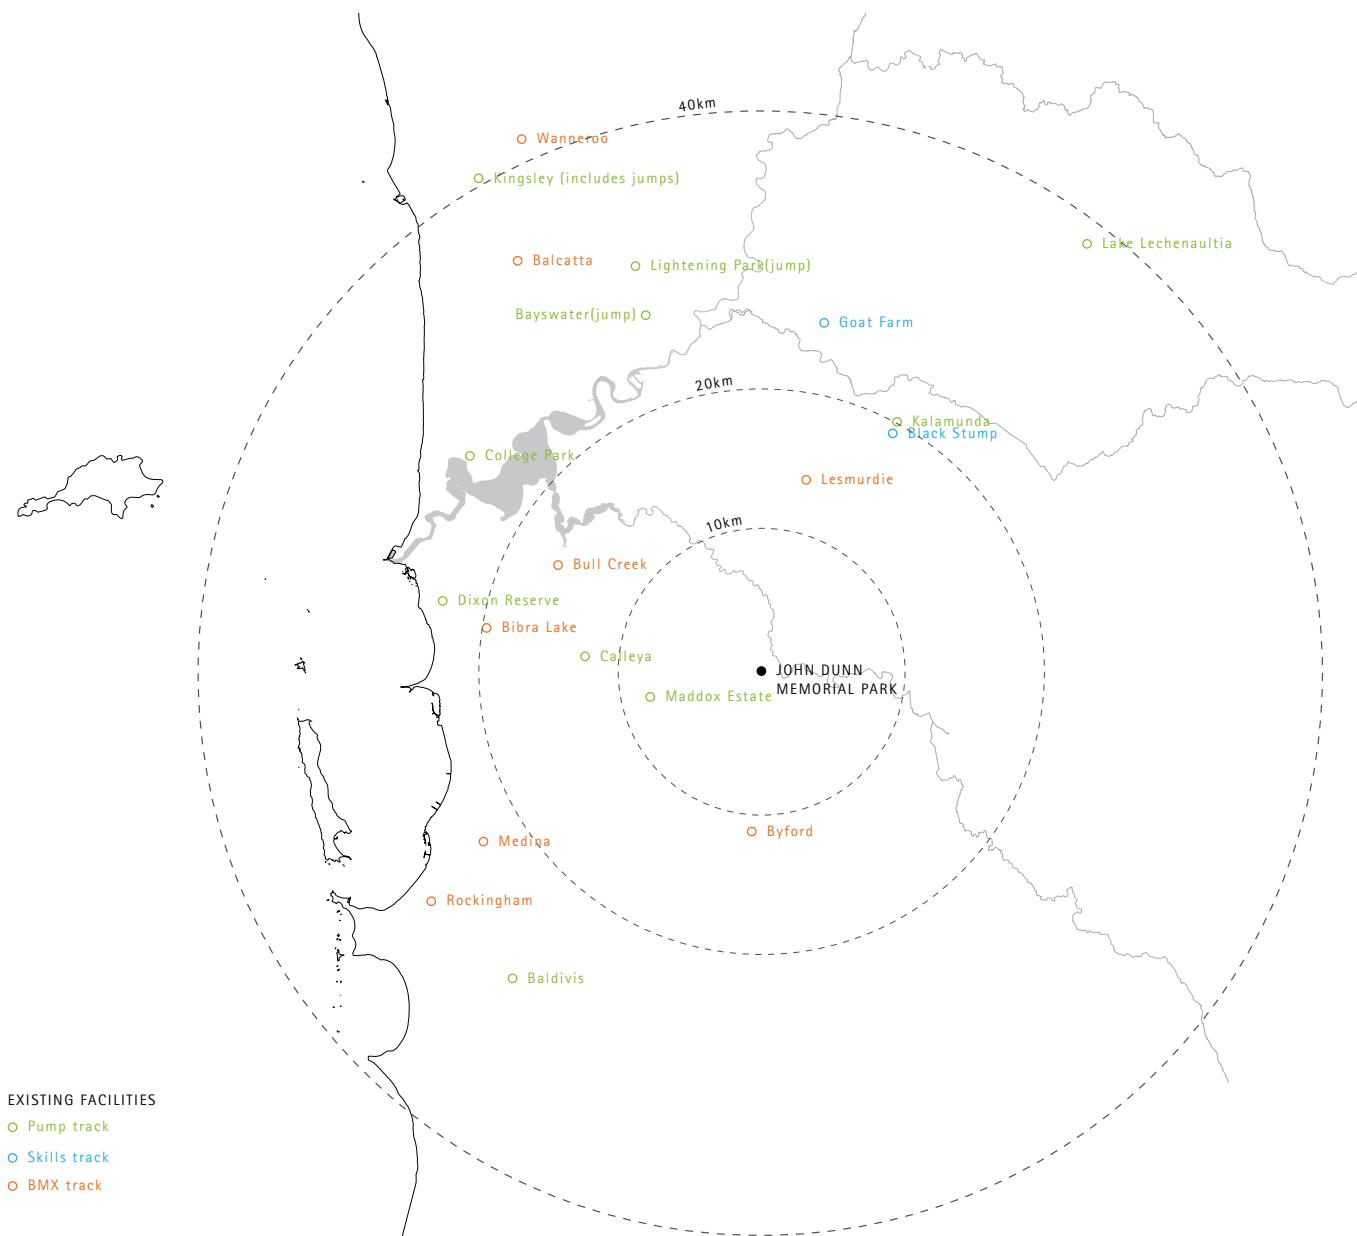 40km
Wanneroo
Kingsley (includes jumps)
Lake Lechenaultia
Balcatta
Lightening Park(jump)
Bayswater(jump)
Goat Farm
20km
Kalamunda
Black Stump
College Park
Lesmurdie
10km
Bull Creek
Dixon Reserve
Bibra Lake
Calleya
JOHN DUNN
MEMORIAL PARK
Maddox Estate
Byford
Medina
Rockingham
Baldivis
EXISTING FACILITIES
Pump track
Skills track
BMX track